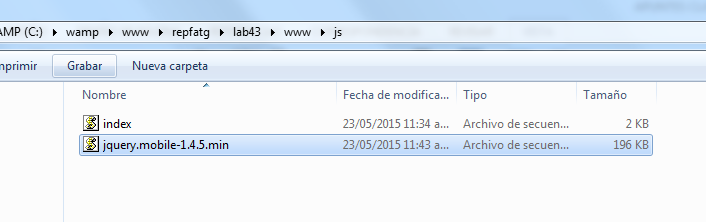 AMP (C:) wamp www repfatg lab43 www js
mprimir Grabar Nueva carpeta
Nombre Fecha de modifica... Tipo Tamaño
index 23/05/2015 11:34 a... Archivo de secuen... 2 KB
jquery.mobile-1.4.5.min 23/05/2015 11:43 a... Archivo de secuen... 196 KB